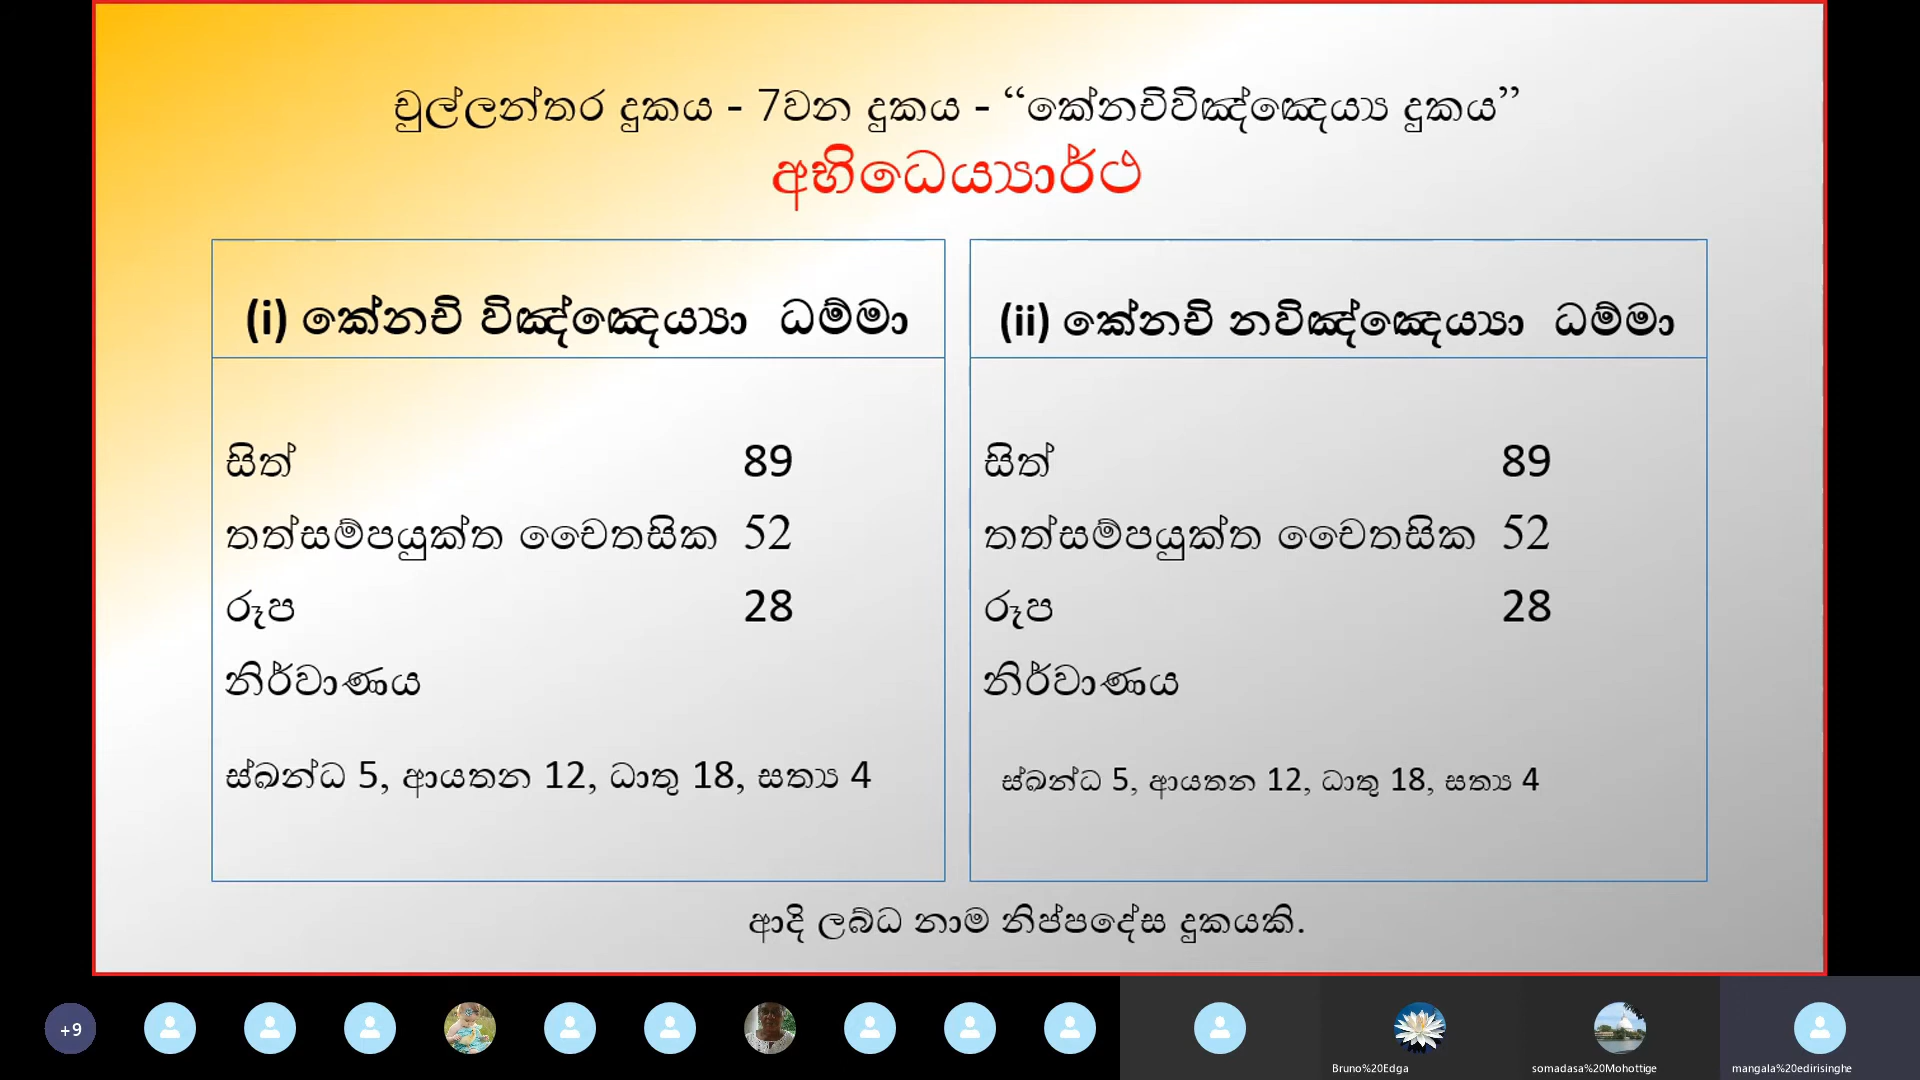 චුල්ලන්තර දුකය - 7වන දුකය - “කේනචිවිඤ්ඤෙය්‍ය දුකය”
අභිධෙය්‍යාර්ථ
(i) කේනචි විඤ්ඤෙය්‍යා ධම්මා
සිත් 89
තත්සම්පයුක්ත චෛතසික 52
රූප 28
නිර්වාණය
ස්ඛන්ධ 5, ආයතන 12, ධාතු 18, සත්‍ය 4
(ii) කේනචි නවිඤ්ඤෙය්‍යා ධම්මා
සිත් 89
තත්සම්පයුක්ත චෛතසික 52
රූප 28
නිර්වාණය
ස්ඛන්ධ 5, ආයතන 12, ධාතු 18, සත්‍ය 4
ආදි ලබ්ධ නාම නිප්පදේස දුකයකි.
+9
Bruno%20Edga
somadasa%20Mohottige
mangala%20edirisinghe